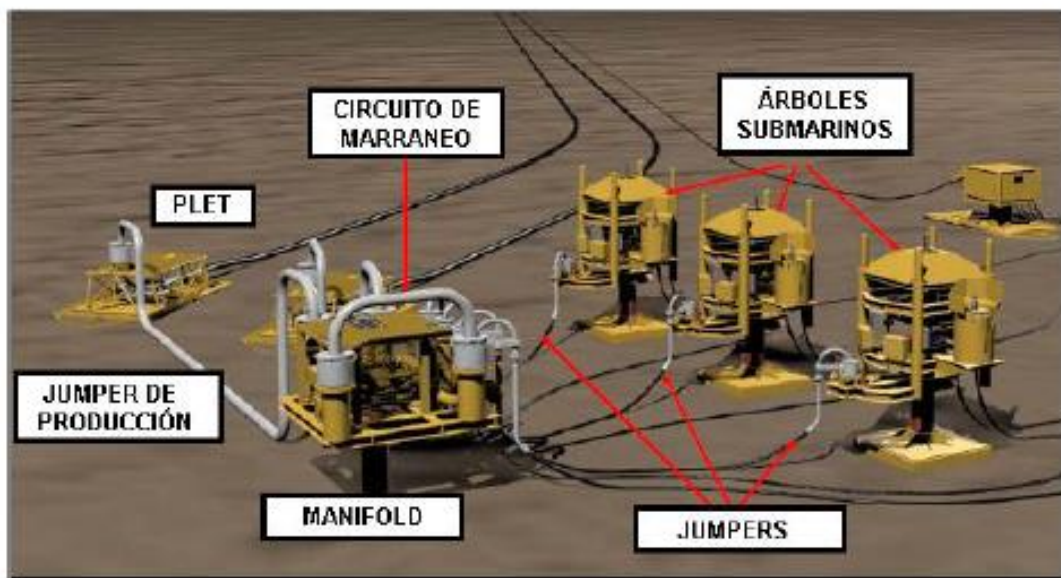 CIRCUITO DE
MARRANEO
ÁRBOLES
SUBMARINOS
PLET
JUMPER DE
PRODUCCIÓN
MANIFOLD
JUMPERS